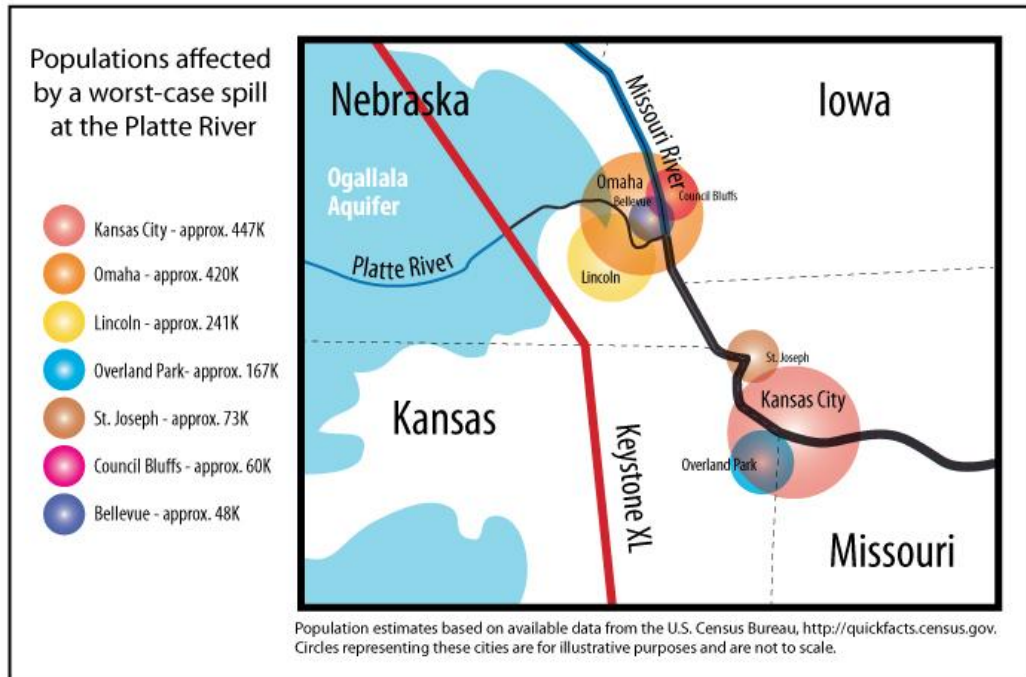 Populations affected
by a worst-case spill
at the Platte River
Kansas City - approx. 447K
Omaha - approx. 420K
Lincoln - approx. 241K
Overland Park- approx. 167K
St. Joseph - approx. 73K
Council Bluffs - approx. 60K
Bellevue - approx. 48K
Nebraska
Iowa
Missouri River
Ogallala
Aquifer
Omaha
Council Bluffs
Bellevue
Platte River
Lincoln
St. Joseph
Kansas City
Kansas
Overland Park
Keystone XL
Missouri
Population estimates based on available data from the U.S. Census Bureau, http://quickfacts.census.gov.
Circles representing these cities are for illustrative purposes and are not to scale.